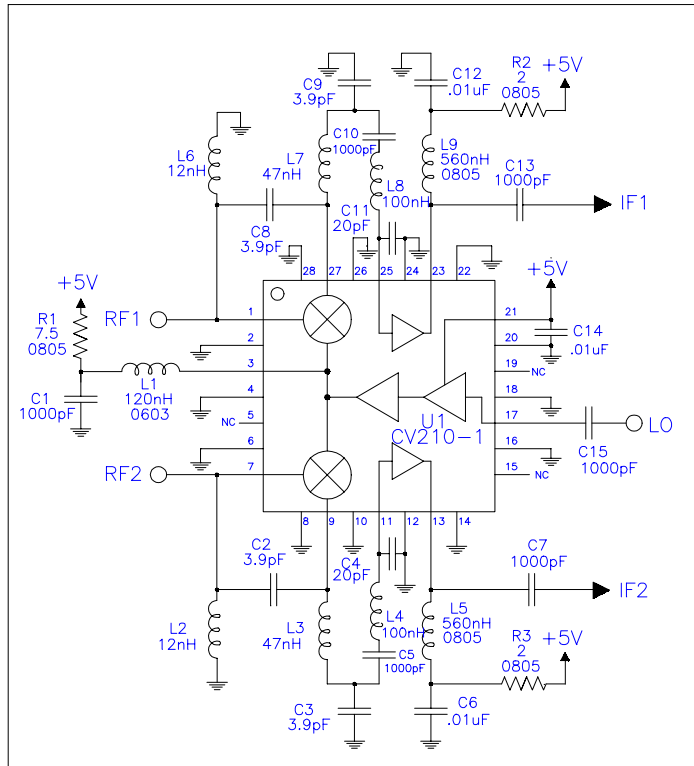 C9
3.9pF
C12
.01uF
R2
2
0805
+5V
L6
12nH
L7
47nH
C10
1000pF
L9
560nH
0805
C13
1000pF
L8
100nH
C8
3.9pF
C11
20pF
IF1
28
27
26
25
24
23
22
+5V
R1
7.5
0805
RF1
1
2
3
4
NC
5
6
7
L1
120nH
0603
C1
1000pF
+5V
21
20
C14
.01uF
19
NC
18
17
16
15
NC
U1
CV210-1
C15
1000pF
LO
RF2
8
9
10
11
12
13
14
C2
3.9pF
C4
20pF
C7
1000pF
IF2
L2
12nH
L3
47nH
L4
100nH
C5
1000pF
L5
560nH
0805
R3
2
0805
+5V
C3
3.9pF
C6
.01uF